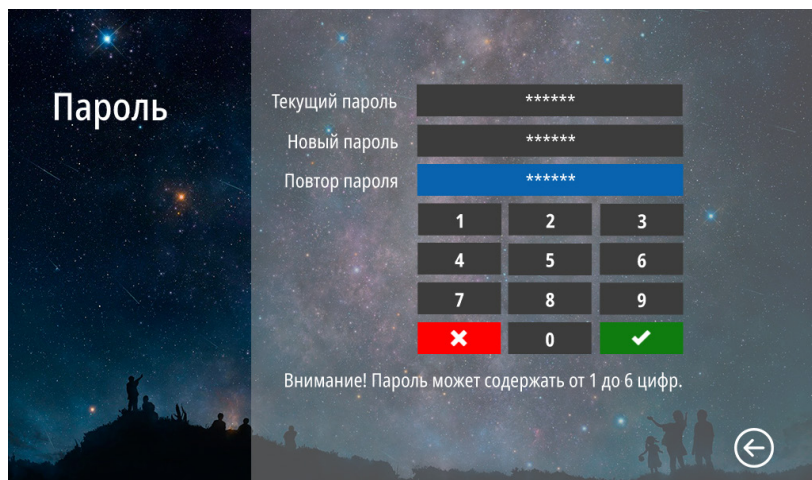 Пароль
Текущий пароль ******
Новый пароль ******
Повтор пароля ******
1 2 3
4 5 6
7 8 9
0
Внимание! Пароль может содержать от 1 до 6 цифр.